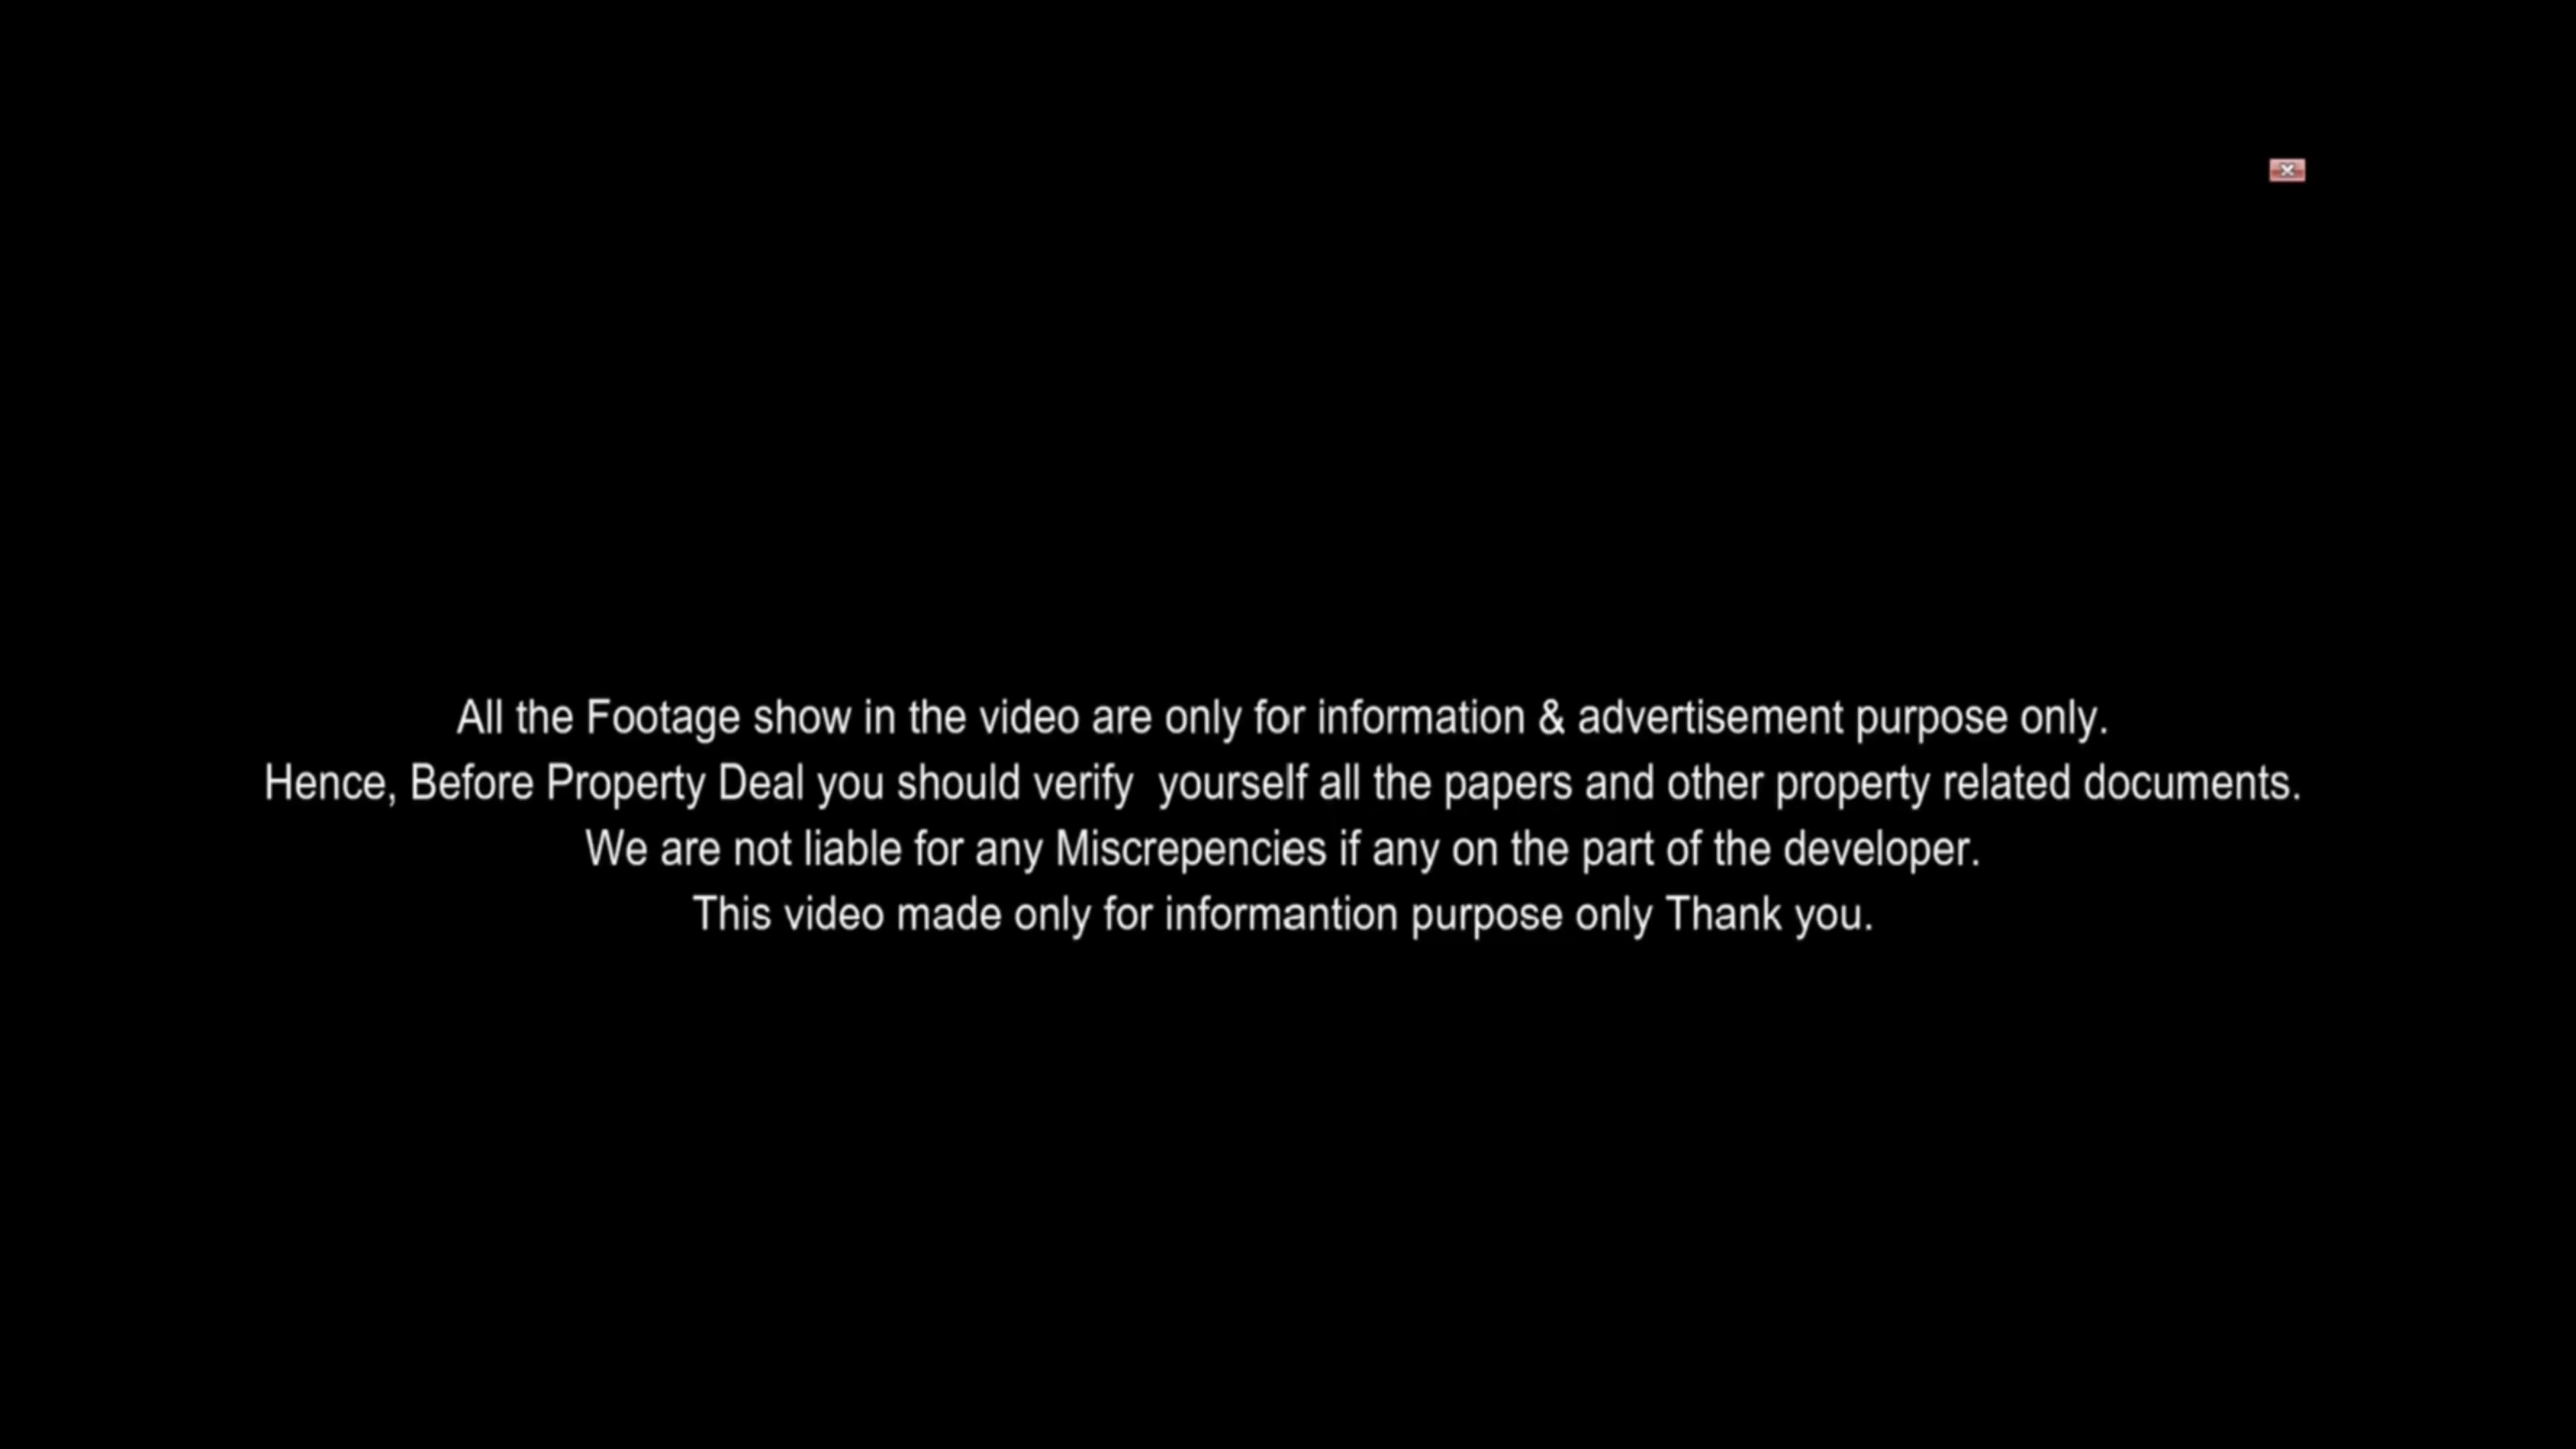 All the Footage show in the video are only for information & advertisement purpose only.
Hence, Before Property Deal you should verify  yourself all the papers and other property related documents.
We are not liable for any Miscrepencies if any on the part of the developer.
This video made only for informantion purpose only Thank you.